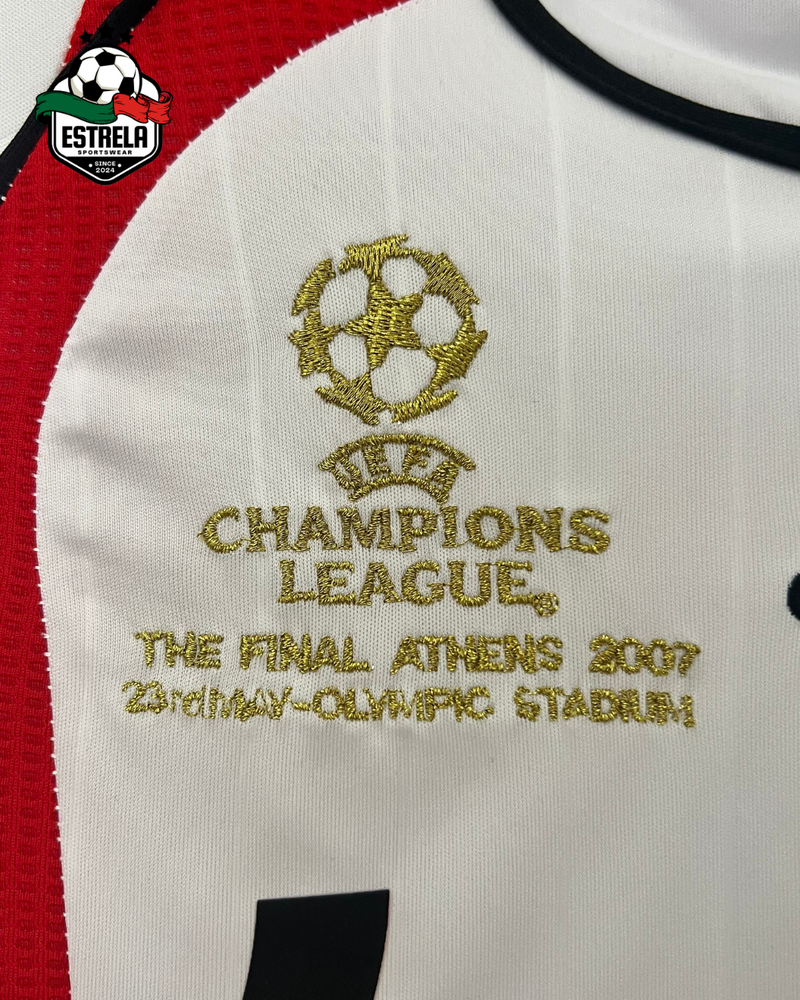 ESTRELA
SPORTSWEAR
SINCE
2024
UEFA
CHAMPIONS
LEAGUE®
THE FINAL ATHENS 2007
23rd MAY-OLYMPIC STADIUM